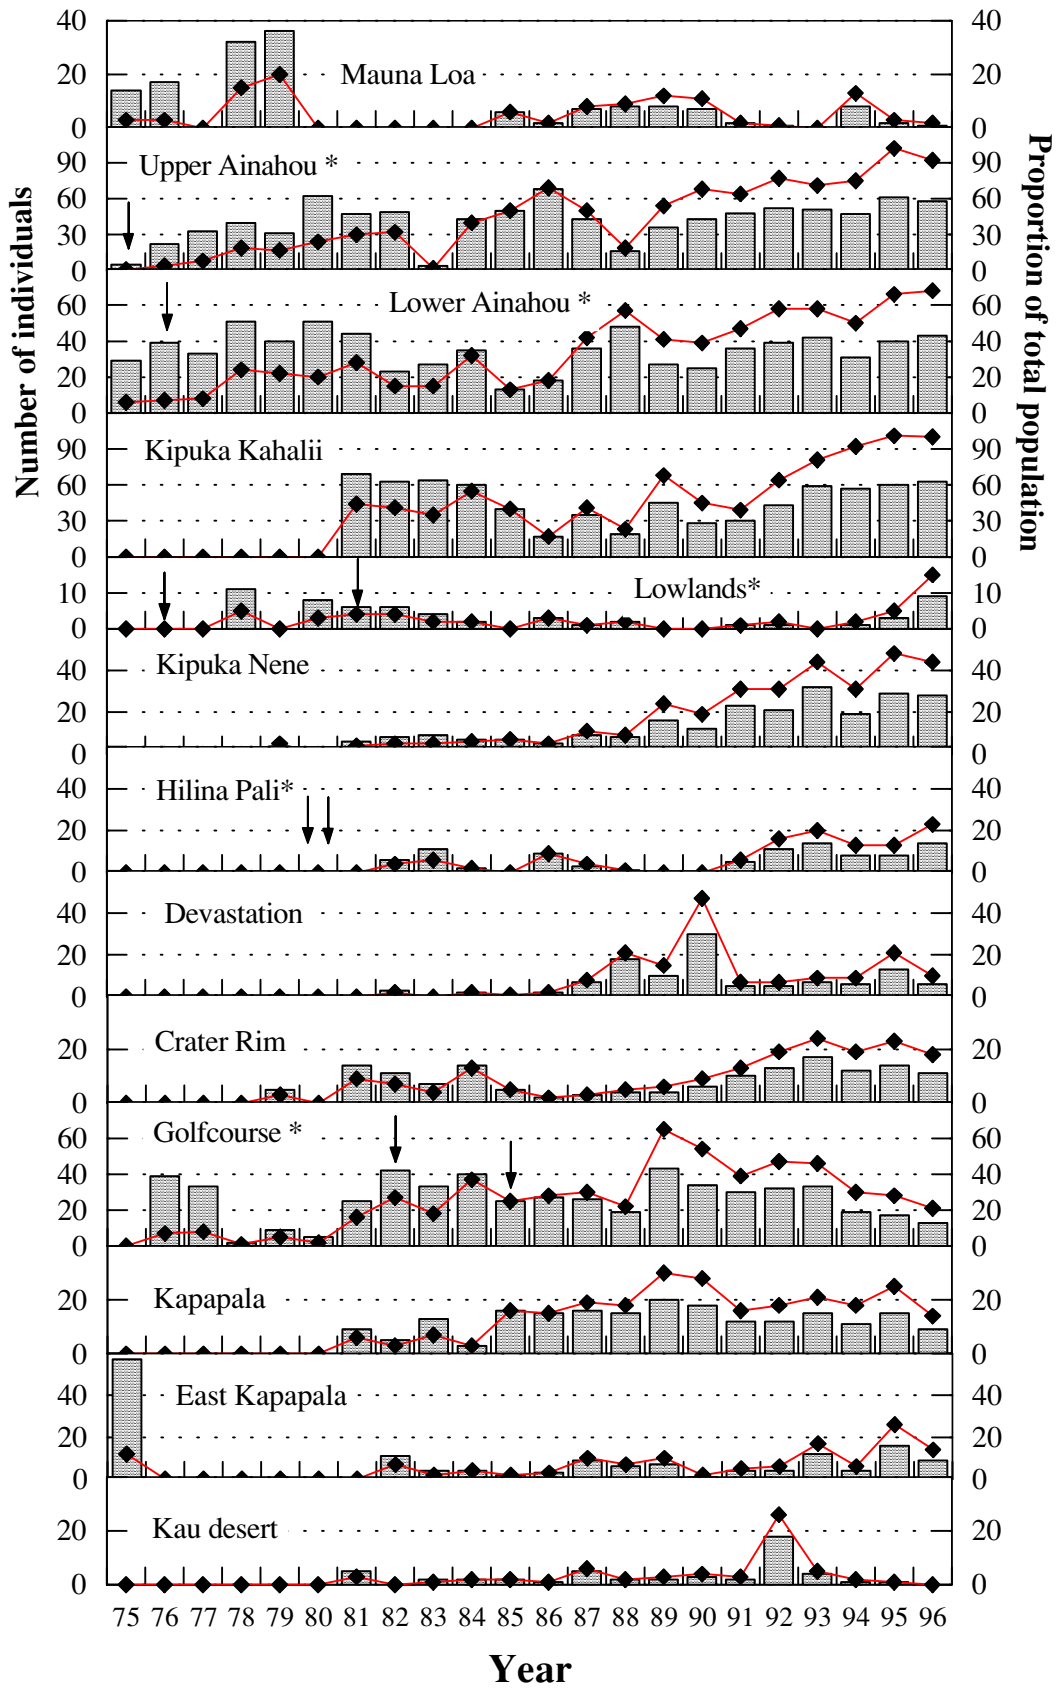 Number of individuals
Proportion of total population
40 40
Mauna Loa
20 20
0 0
90 90
Upper Ainahou *
60 60
30 30
0 0
Lower Ainahou *
60 60
40 40
20 20
0 0
Kipuka Kahalii
90 90
60 60
30 30
0 0
Lowlands*
10 10
0 0
Kipuka Nene
40 40
20 20
0 0
Hilina Pali*
40 40
20 20
0 0
Devastation
40 40
20 20
0 0
Crater Rim
20 20
0 0
Golfcourse *
60 60
40 40
20 20
0 0
Kapapala
20 20
0 0
East Kapapala
40 40
20 20
0 0
Kau desert
20 20
0 0
75 76 77 78 79 80 81 82 83 84 85 86 87 88 89 90 91 92 93 94 95 96
Year